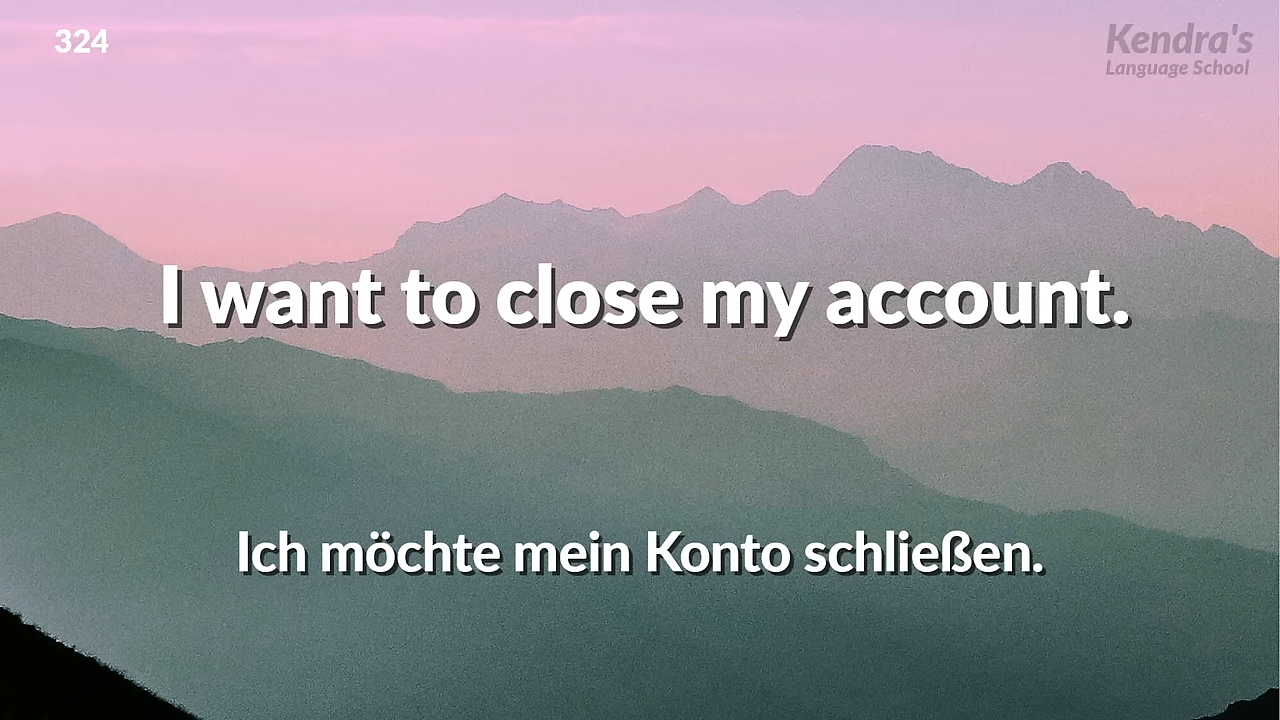 324
Kendra's
Language School
I want to close my account.
Ich möchte mein Konto schließen.